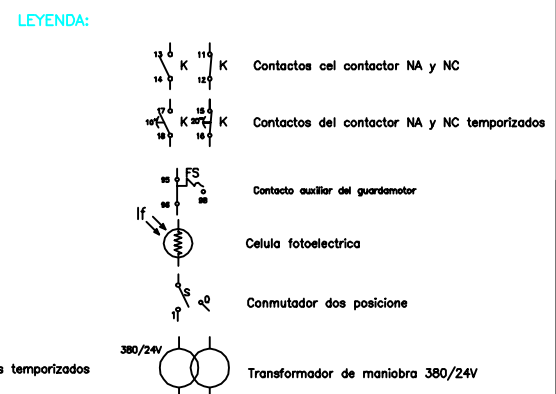 LEYENDA:
13 11
K K Contactos cel contactor NA y NC
14 12
17 15
10" K 20" K Contactos del contactor NA y NC temporizados
18 16
95 FS
Contacto auxiliar del guardamotor
96 98
If
Celula fotoelectrica
S 0
Conmutador dos posicione
1
380/24V
s temporizados
Transformador de maniobra 380/24V